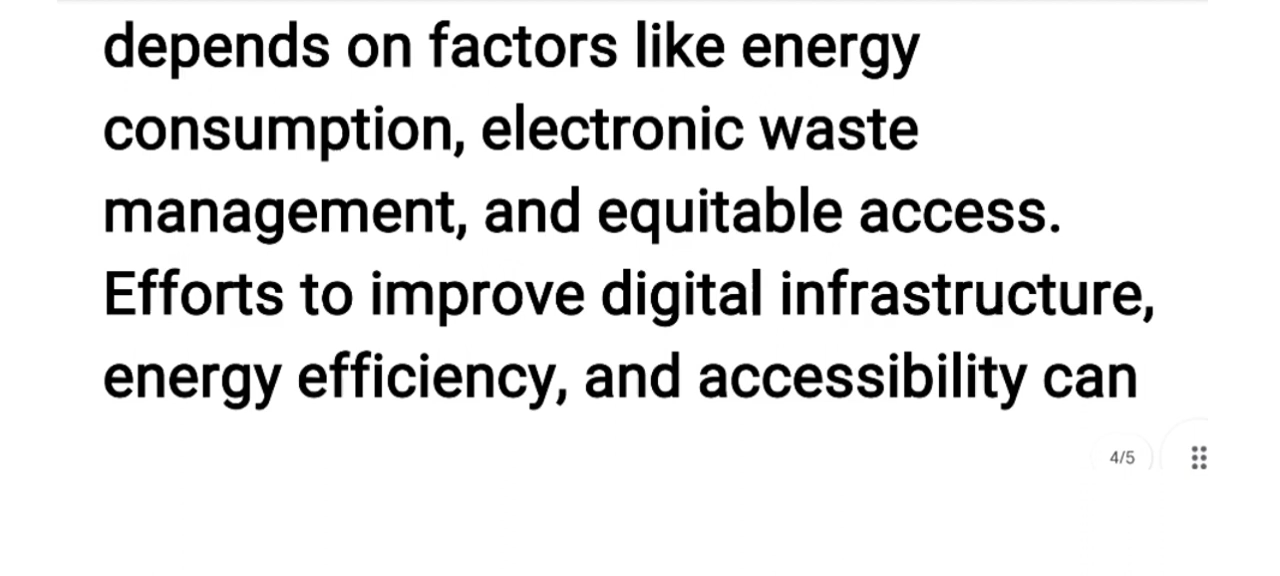 depends on factors like energy
consumption, electronic waste
management, and equitable access.
Efforts to improve digital infrastructure,
energy efficiency, and accessibility can
4/5